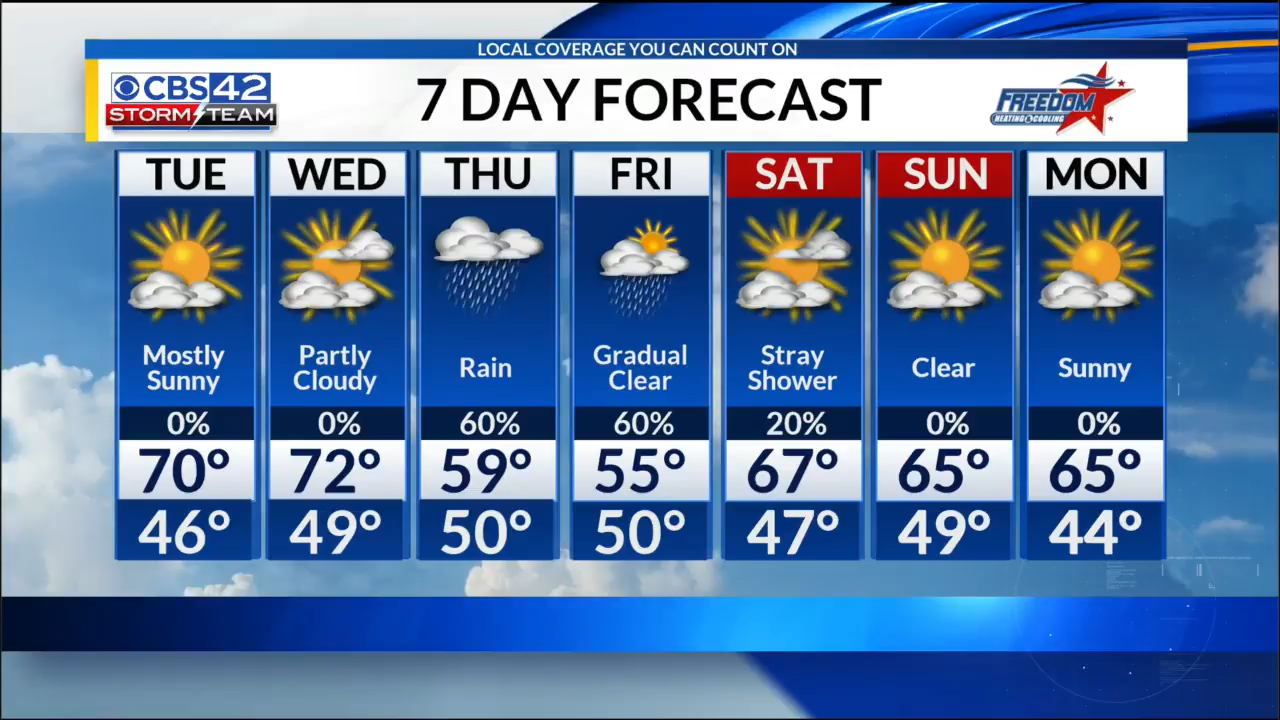 LOCAL COVERAGE YOU CAN COUNT ON
CBS 42
STORM TEAM
7 DAY FORECAST
FREEDOM
HEATING & COOLING
TUE WED THU FRI SAT SUN MON
Mostly Sunny
Partly Cloudy
Rain
Gradual Clear
Stray Shower
Clear
Sunny
0% 0% 60% 60% 20% 0% 0%
70° 72° 59° 55° 67° 65° 65°
46° 49° 50° 50° 47° 49° 44°